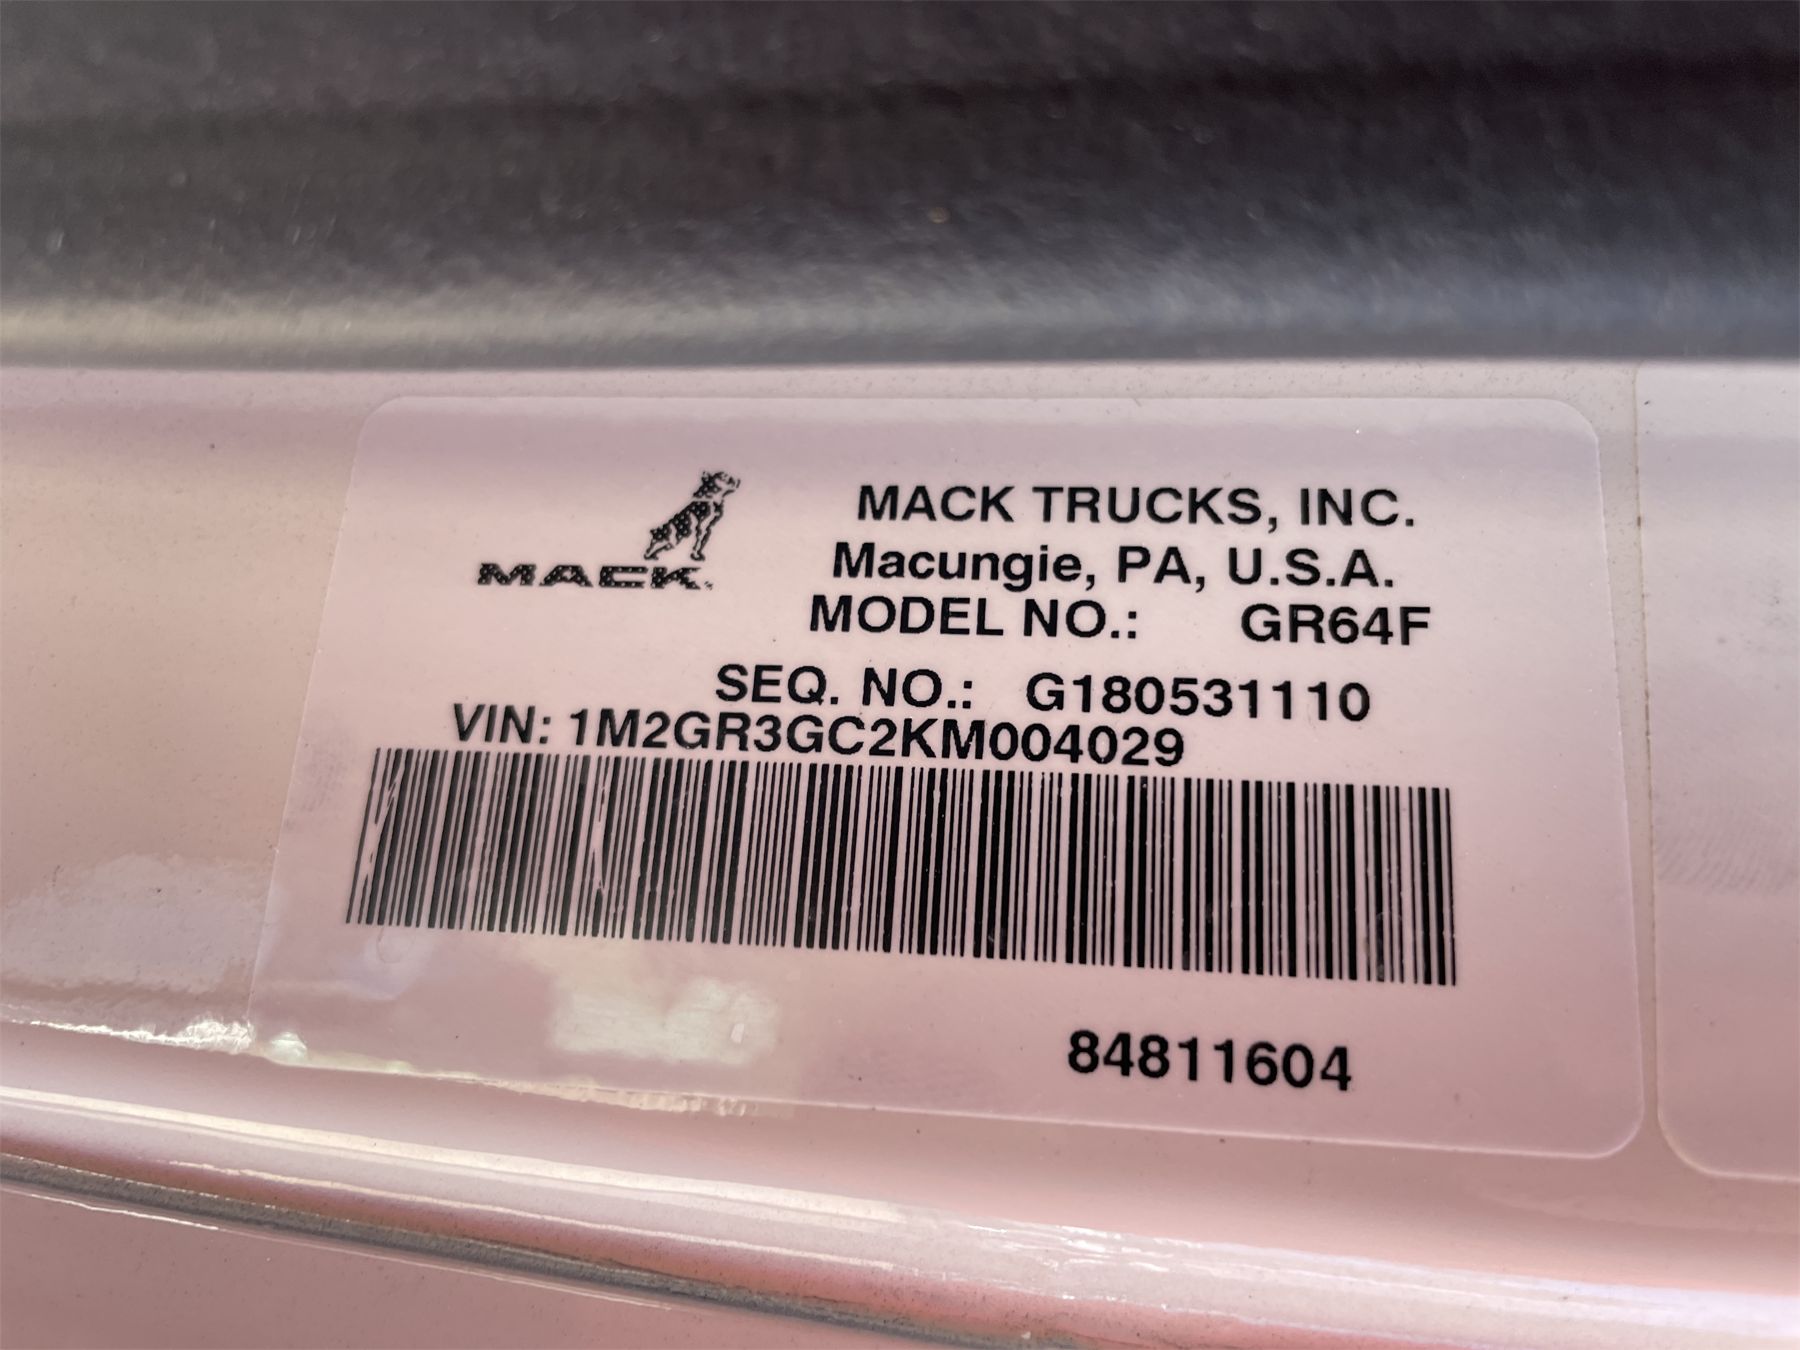 MACK
MACK TRUCKS, INC.
Macungie, PA, U.S.A.
MODEL NO.: GR64F
SEQ. NO.: G180531110
VIN: 1M2GR3GC2KM004029
84811604